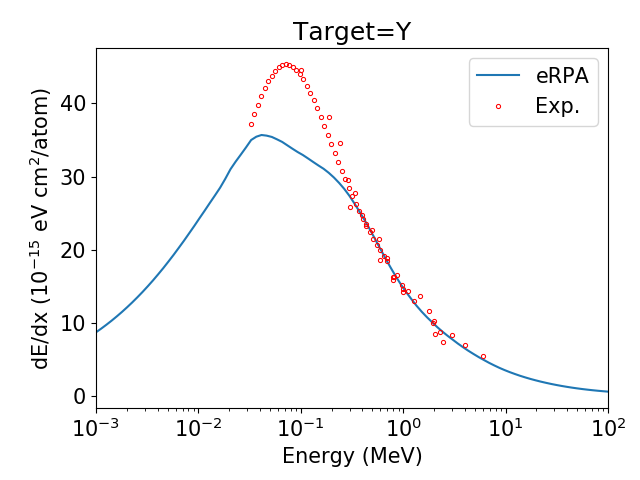 Target=Y
eRPA
Exp.
dE/dx (10⁻¹⁵ eV cm²/atom)
40
30
20
10
0
10⁻³ 10⁻² 10⁻¹ 10⁰ 10¹ 10²
Energy (MeV)